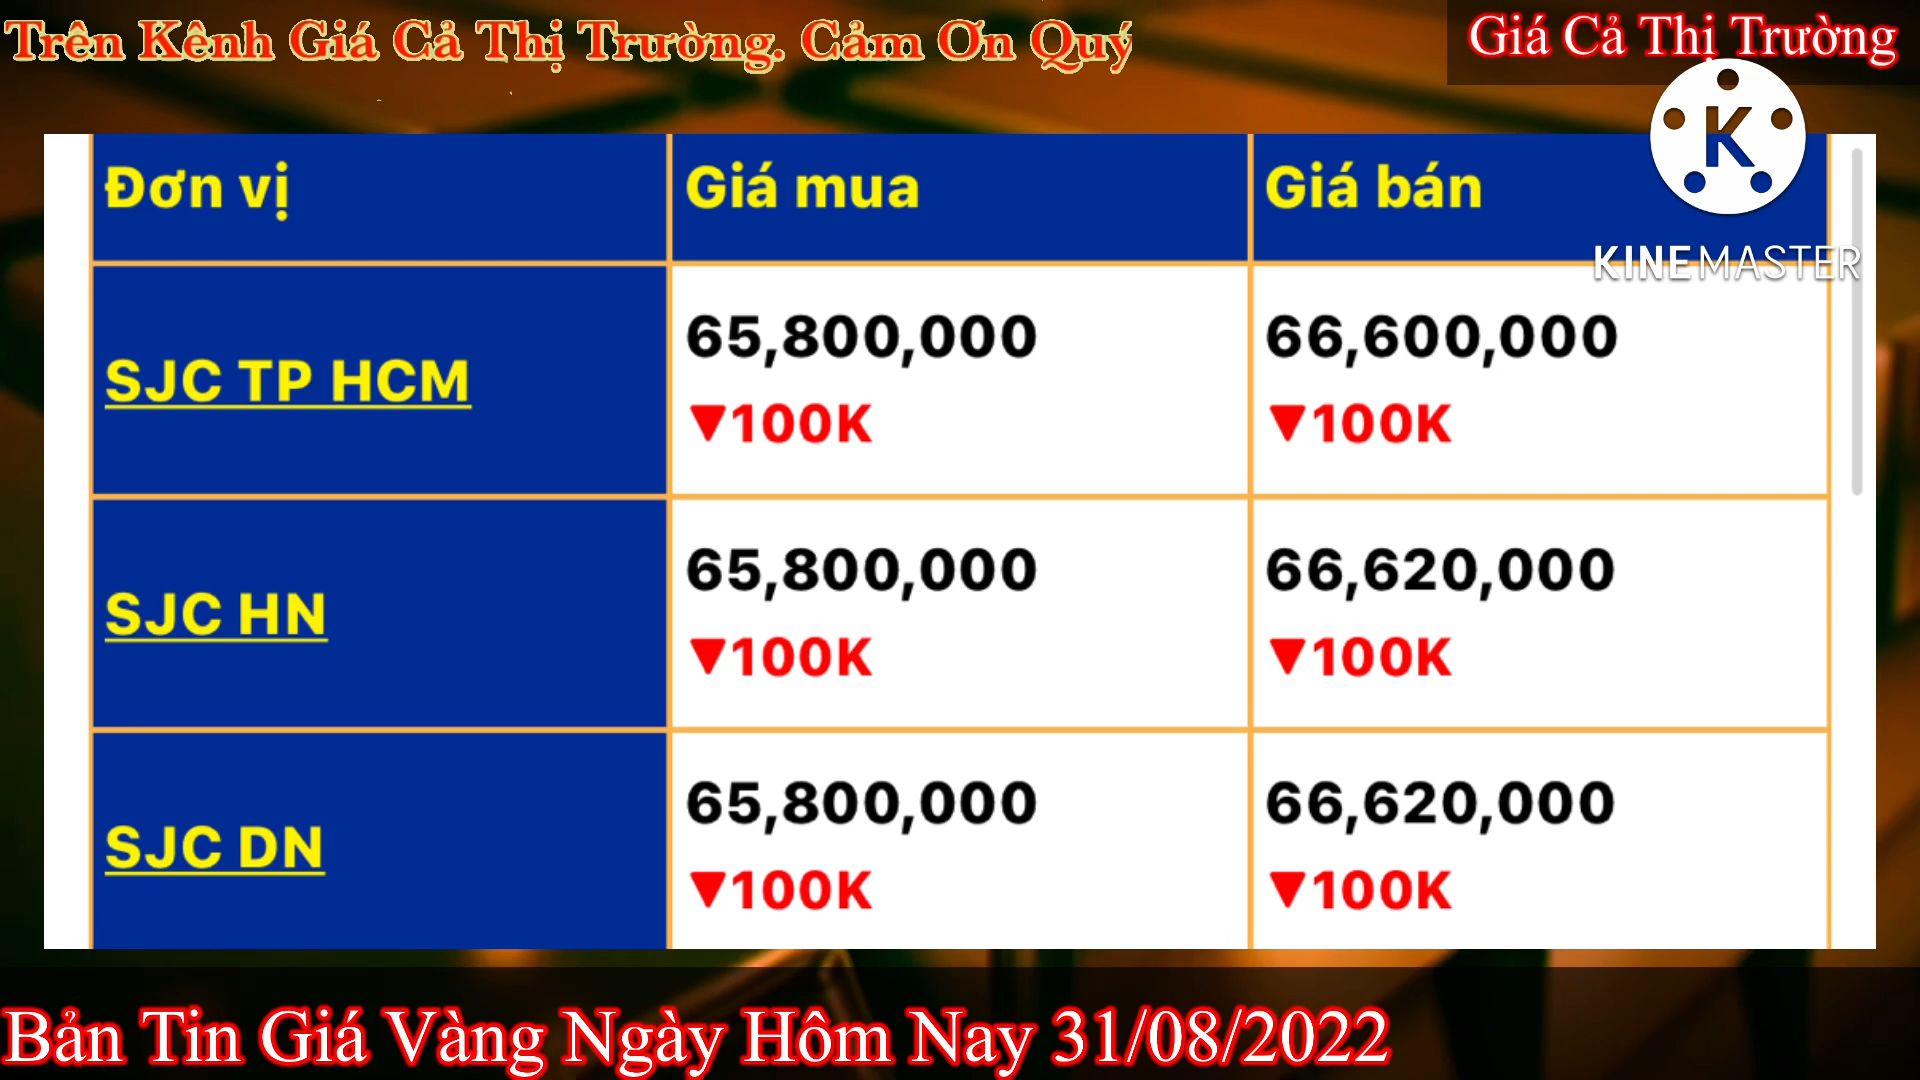 Trên Kênh Giá Cả Thị Trường. Cảm Ơn Quý
Giá Cả Thị Trường
K
KINEMASTER
Đơn vị Giá mua Giá bán
SJC TP HCM 65,800,000 66,600,000
▼100K ▼100K
SJC HN 65,800,000 66,620,000
▼100K ▼100K
SJC DN 65,800,000 66,620,000
▼100K ▼100K
Bản Tin Giá Vàng Ngày Hôm Nay 31/08/2022